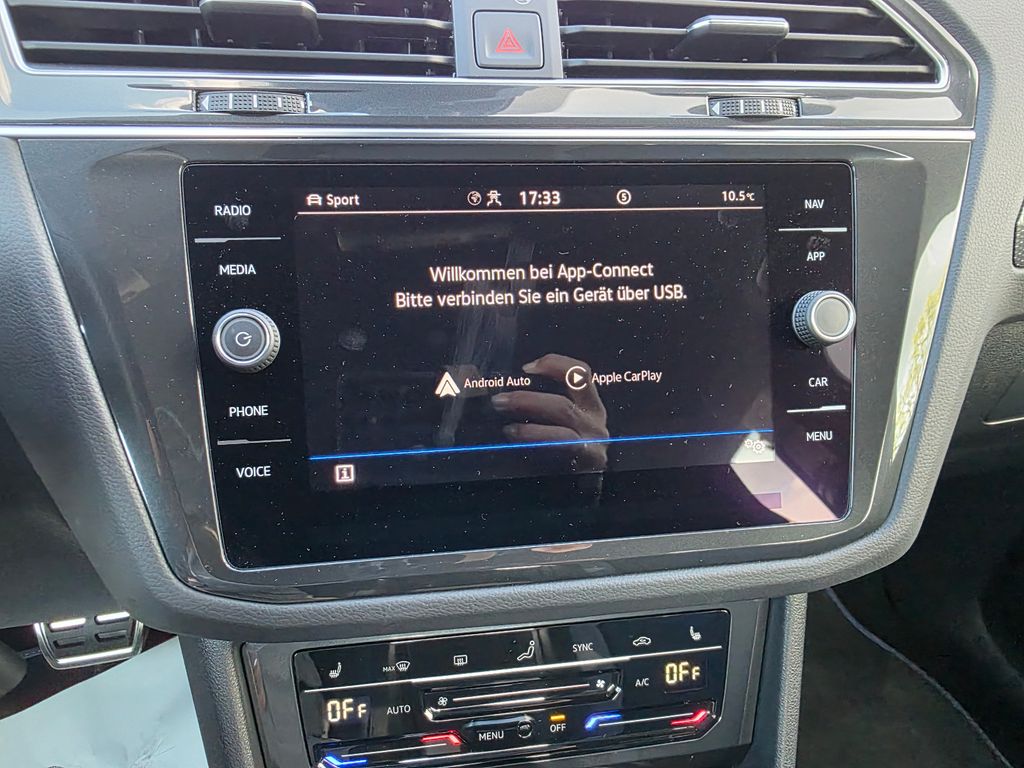 Sport 17:33 5 10.5°C
RADIO
MEDIA
PHONE
VOICE
Willkommen bei App-Connect
Bitte verbinden Sie ein Gerät über USB.
Android Auto Apple CarPlay
i
NAV
APP
CAR
MENU
MAX SYNC
OFF AUTO A/C OFF
MENU OFF